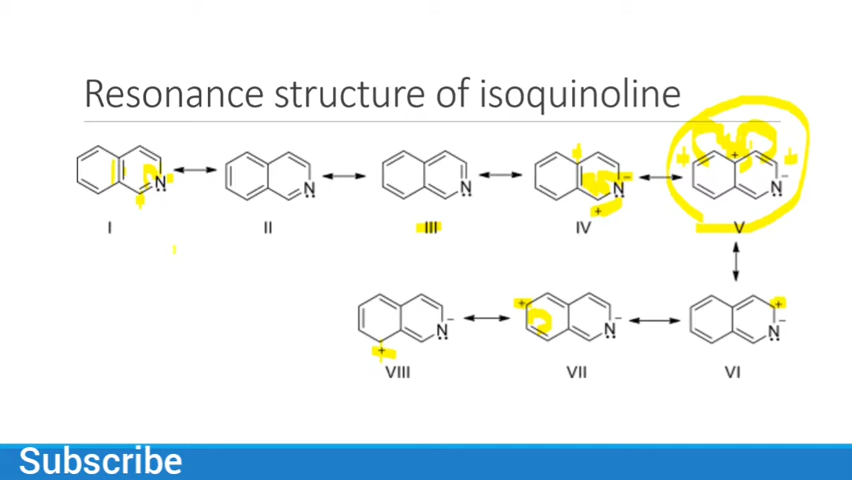 Resonance structure of isoquinoline
N N N N − + N − +
I II III IV V
N − + N − + N − +
VIII VII VI
Subscribe